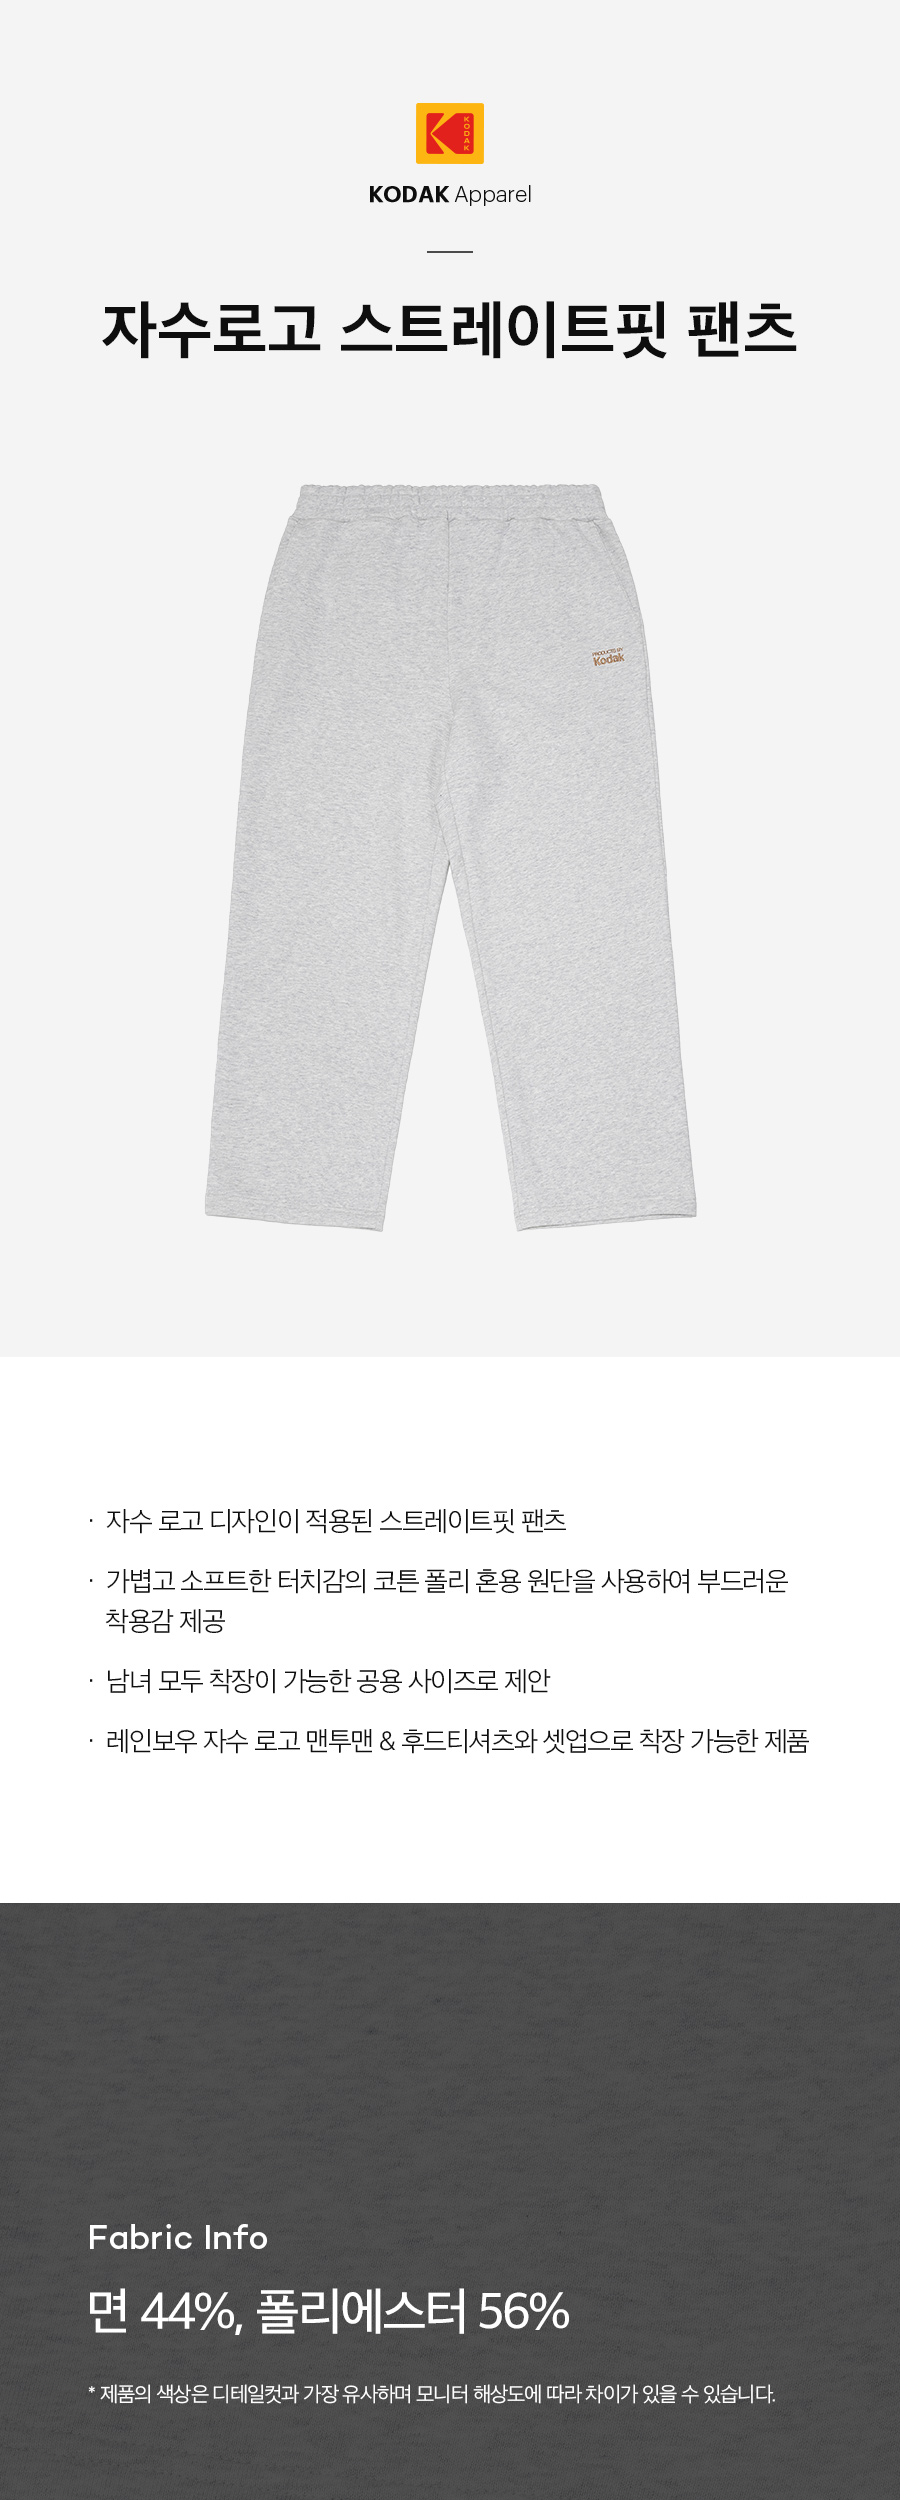 KODAK
KODAK Apparel
자수로고 스트레이트핏 팬츠
PRODUCTS BY
Kodak
· 자수 로고 디자인이 적용된 스트레이트핏 팬츠
· 가볍고 소프트한 터치감의 코튼 폴리 혼용 원단을 사용하여 부드러운
착용감 제공
· 남녀 모두 착장이 가능한 공용 사이즈로 제안
· 레인보우 자수 로고 맨투맨 & 후드티셔츠와 셋업으로 착장 가능한 제품
Fabric Info
면 44%, 폴리에스터 56%
* 제품의 색상은 디테일컷과 가장 유사하며 모니터 해상도에 따라 차이가 있을 수 있습니다.